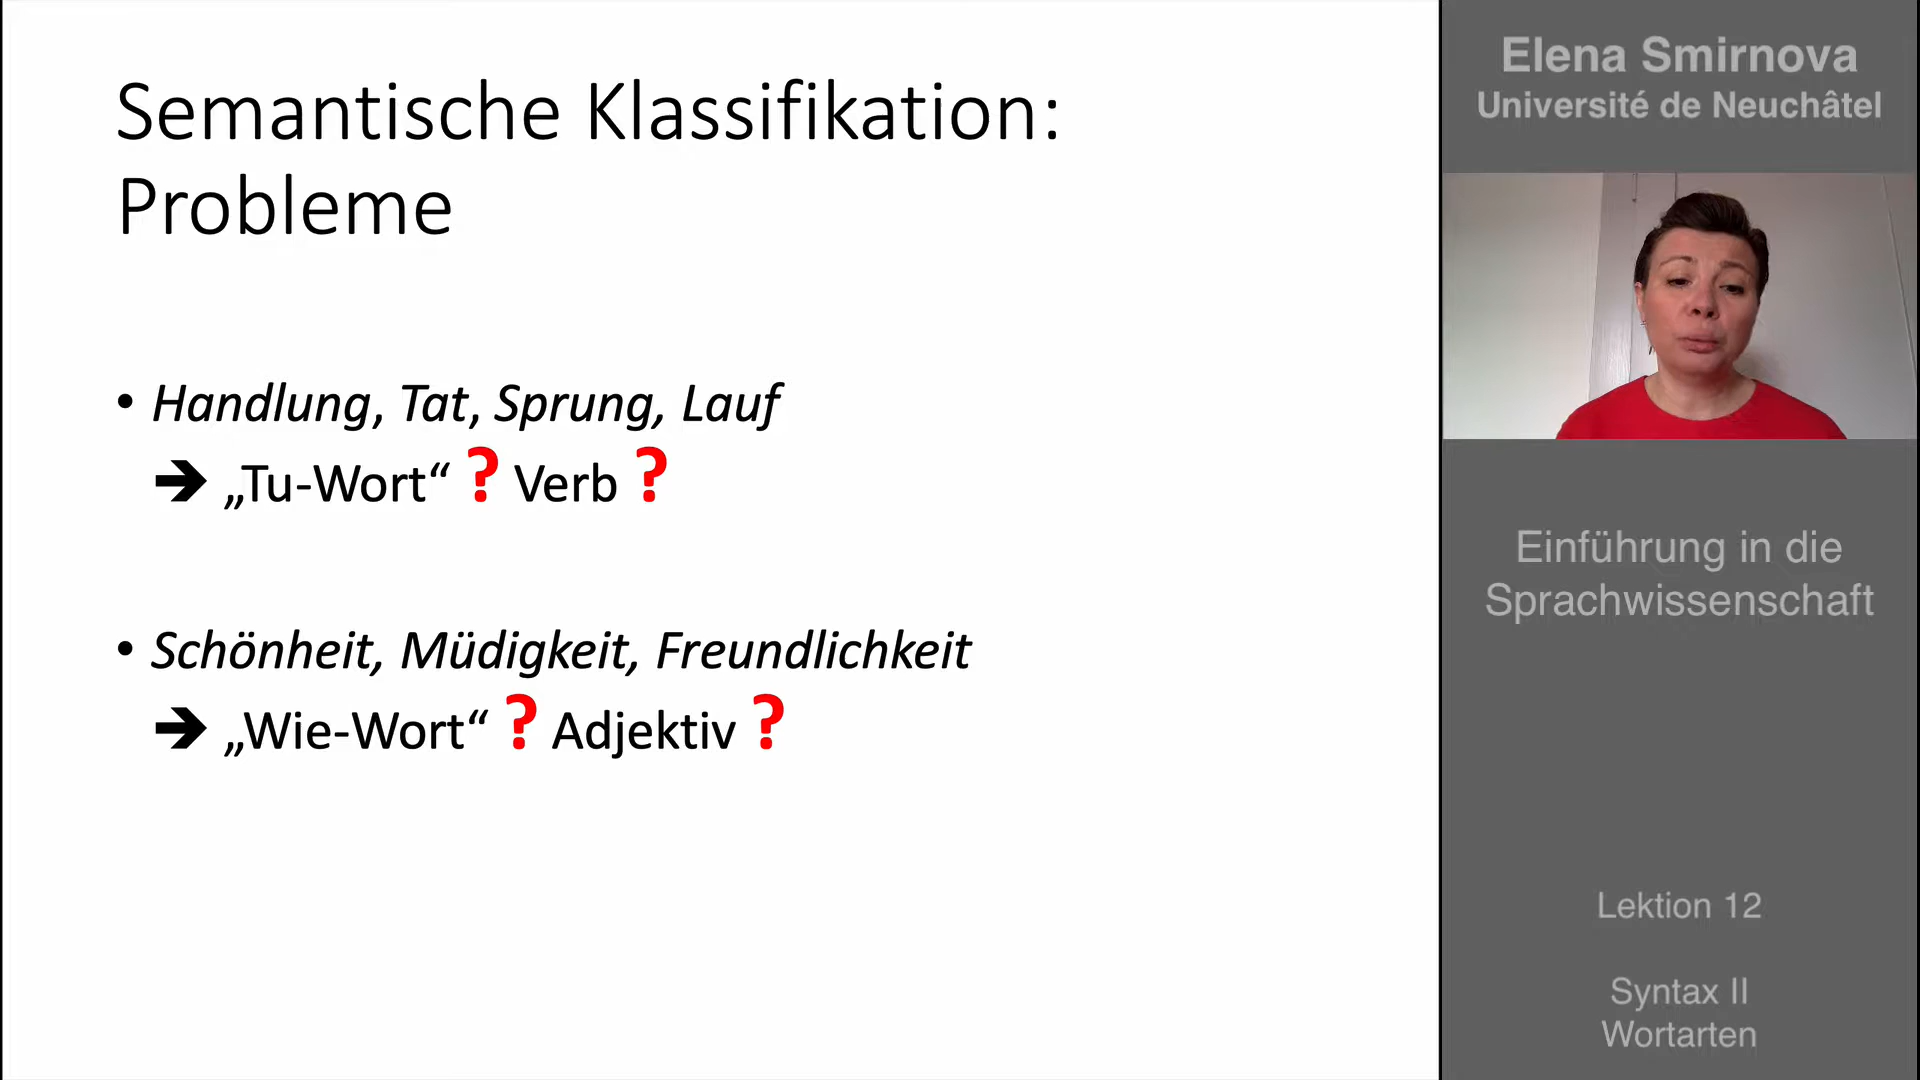 Semantische Klassifikation:
Probleme
• Handlung, Tat, Sprung, Lauf
➔ „Tu-Wort“ ? Verb ?
• Schönheit, Müdigkeit, Freundlichkeit
➔ „Wie-Wort“ ? Adjektiv ?
Elena Smirnova
Université de Neuchâtel
Einführung in die
Sprachwissenschaft
Lektion 12
Syntax II
Wortarten